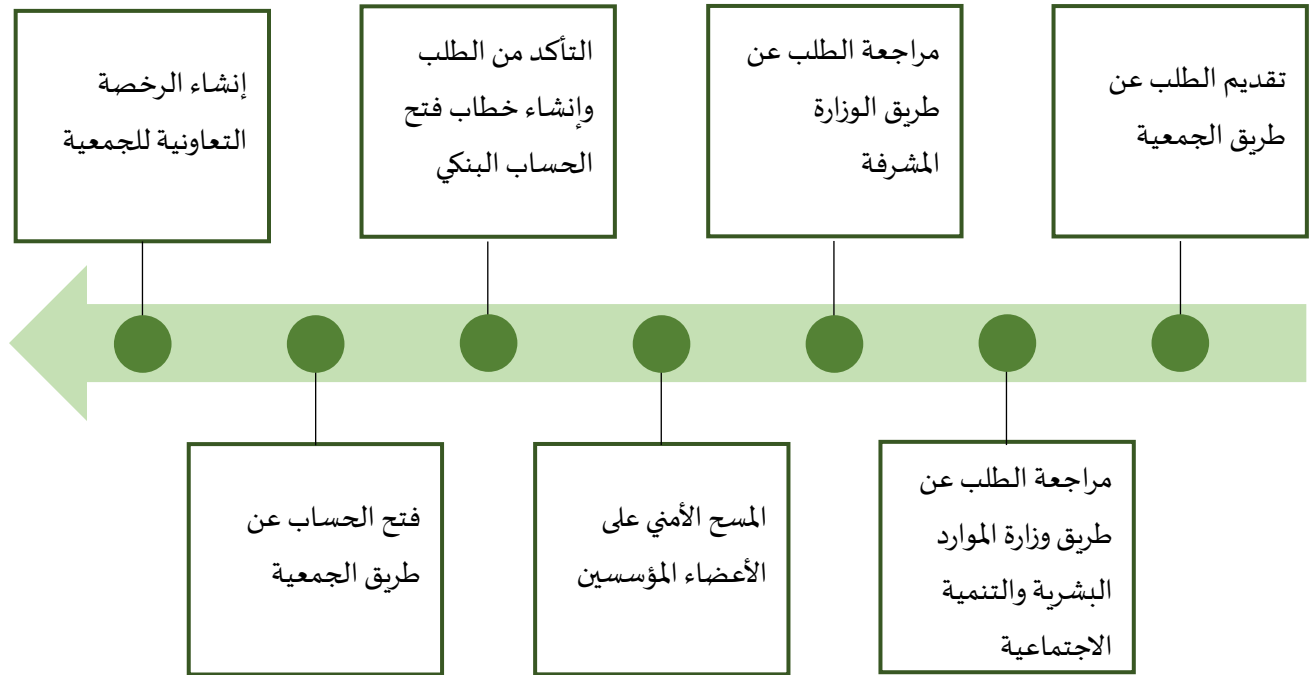 تقديم الطلب عن
طريق الجمعية
مراجعة الطلب عن
طريق وزارة الموارد
البشرية والتنمية
الاجتماعية
مراجعة الطلب عن
طريق الوزارة
المشرفة
المسح الأمني على
الأعضاء المؤسسين
التأكد من الطلب
وإنشاء خطاب فتح
الحساب البنكي
فتح الحساب عن
طريق الجمعية
إنشاء الرخصة
التعاونية للجمعية